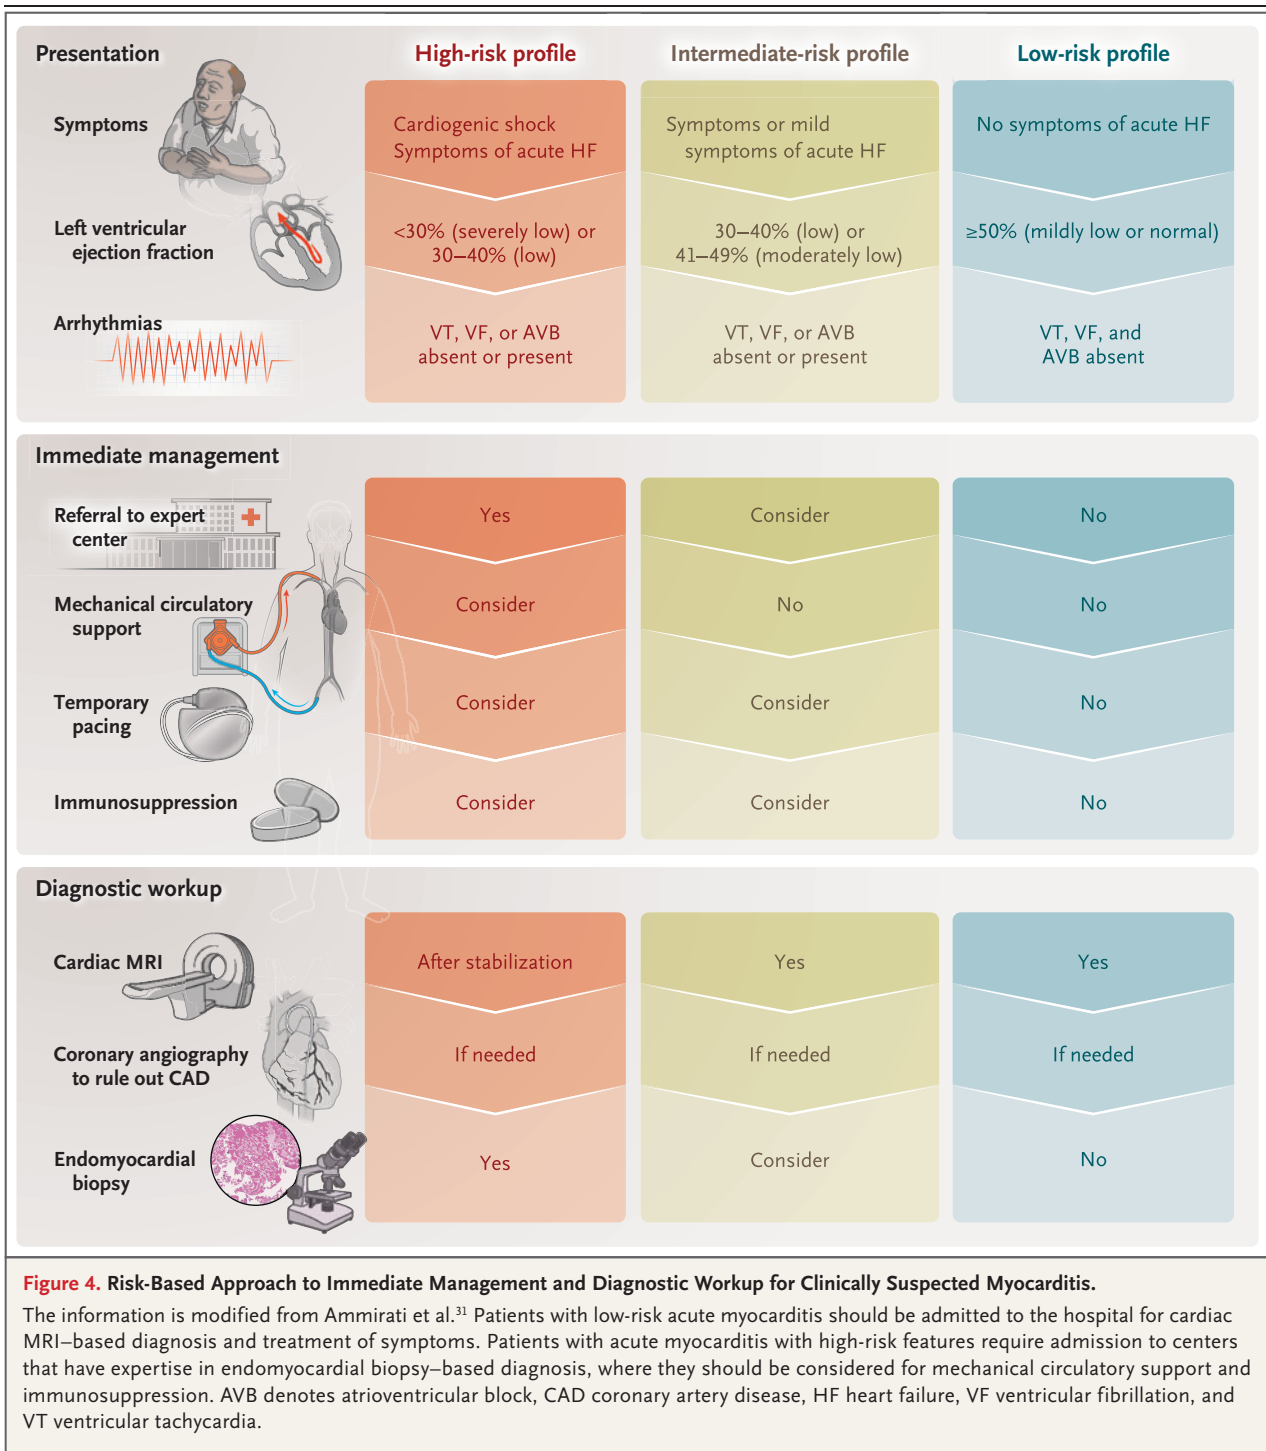 Presentation
High-risk profile
Intermediate-risk profile
Low-risk profile
Symptoms
Cardiogenic shock
Symptoms of acute HF
Symptoms or mild
symptoms of acute HF
No symptoms of acute HF
Left ventricular
ejection fraction
<30% (severely low) or
30–40% (low)
30–40% (low) or
41–49% (moderately low)
≥50% (mildly low or normal)
Arrhythmias
VT, VF, or AVB
absent or present
VT, VF, or AVB
absent or present
VT, VF, and
AVB absent
Immediate management
Referral to expert
center
Yes
Consider
No
Mechanical circulatory
support
Consider
No
No
Temporary
pacing
Consider
Consider
No
Immunosuppression
Consider
Consider
No
Diagnostic workup
Cardiac MRI
After stabilization
Yes
Yes
Coronary angiography
to rule out CAD
If needed
If needed
If needed
Endomyocardial
biopsy
Yes
Consider
No
Figure 4. Risk-Based Approach to Immediate Management and Diagnostic Workup for Clinically Suspected Myocarditis.
The information is modified from Ammirati et al.31 Patients with low-risk acute myocarditis should be admitted to the hospital for cardiac
MRI–based diagnosis and treatment of symptoms. Patients with acute myocarditis with high-risk features require admission to centers
that have expertise in endomyocardial biopsy–based diagnosis, where they should be considered for mechanical circulatory support and
immunosuppression. AVB denotes atrioventricular block, CAD coronary artery disease, HF heart failure, VF ventricular fibrillation, and
VT ventricular tachycardia.